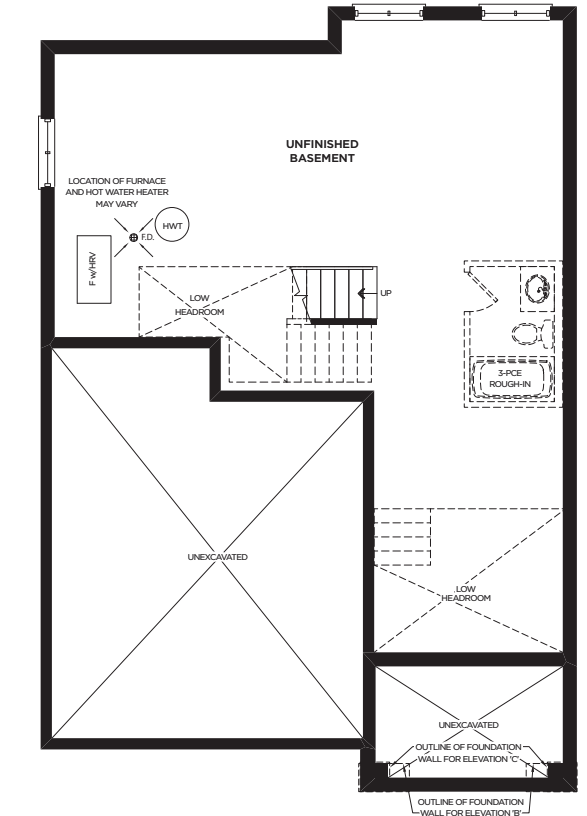 UNFINISHED
BASEMENT
LOCATION OF FURNACE
AND HOT WATER HEATER
MAY VARY
HWT
F.D.
F w/HRV
LOW
HEADROOM
UP
3-PCE
ROUGH-IN
UNEXCAVATED
LOW
HEADROOM
UNEXCAVATED
OUTLINE OF FOUNDATION
WALL FOR ELEVATION 'C'
OUTLINE OF FOUNDATION
WALL FOR ELEVATION 'B'